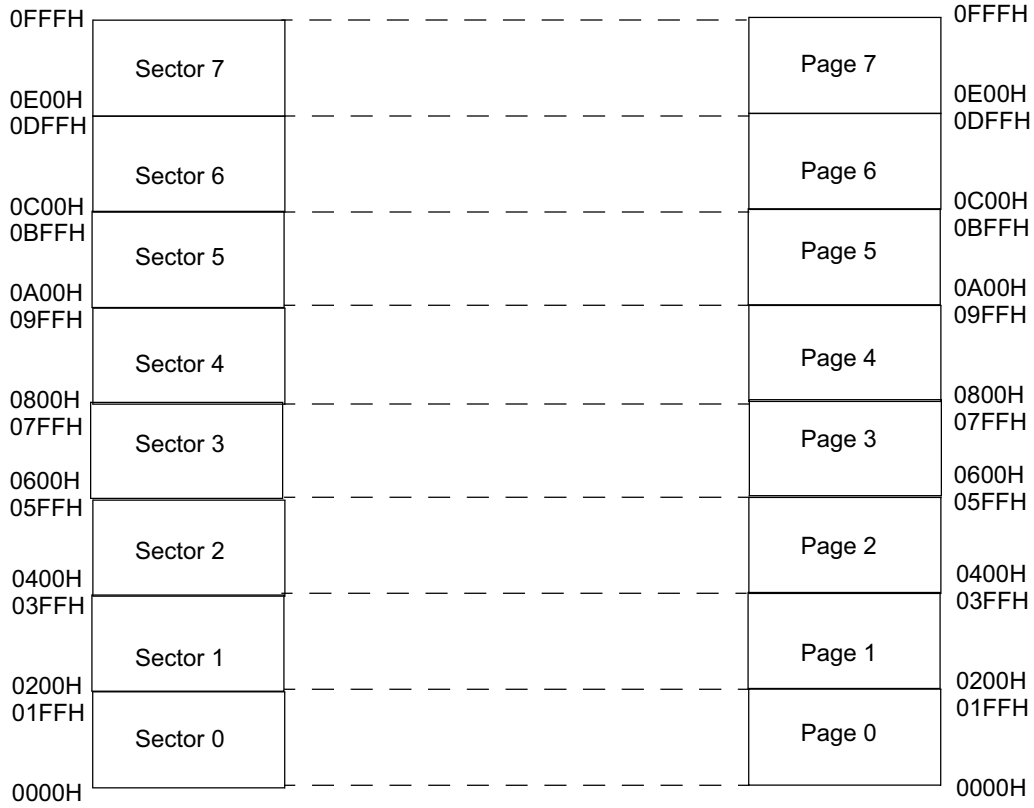 0FFFH
Sector 7
0E00H
0DFFH
Sector 6
0C00H
0BFFH
Sector 5
0A00H
09FFH
Sector 4
0800H
07FFH
Sector 3
0600H
05FFH
Sector 2
0400H
03FFH
Sector 1
0200H
01FFH
Sector 0
0000H
0FFFH
Page 7
0E00H
0DFFH
Page 6
0C00H
0BFFH
Page 5
0A00H
09FFH
Page 4
0800H
07FFH
Page 3
0600H
05FFH
Page 2
0400H
03FFH
Page 1
0200H
01FFH
Page 0
0000H